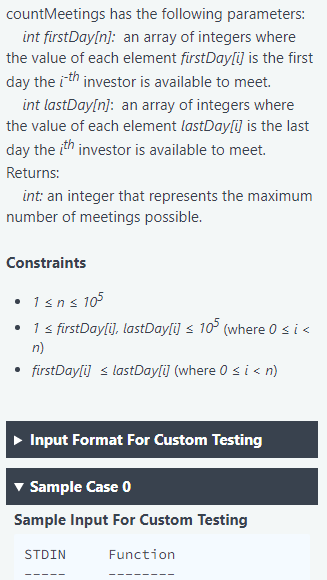 countMeetings has the following parameters:
int firstDay[n]: an array of integers where
the value of each element firstDay[i] is the first
day the i-th investor is available to meet.
int lastDay[n]: an array of integers where
the value of each element lastDay[i] is the last
day the ith investor is available to meet.
Returns:
int: an integer that represents the maximum
number of meetings possible.
Constraints
• 1 ≤ n ≤ 10⁵
• 1 ≤ firstDay[i], lastDay[i] ≤ 10⁵ (where 0 ≤ i <
n)
• firstDay[i] ≤ lastDay[i] (where 0 ≤ i < n)
▶ Input Format For Custom Testing
▼ Sample Case 0
Sample Input For Custom Testing
STDIN Function
----- --------